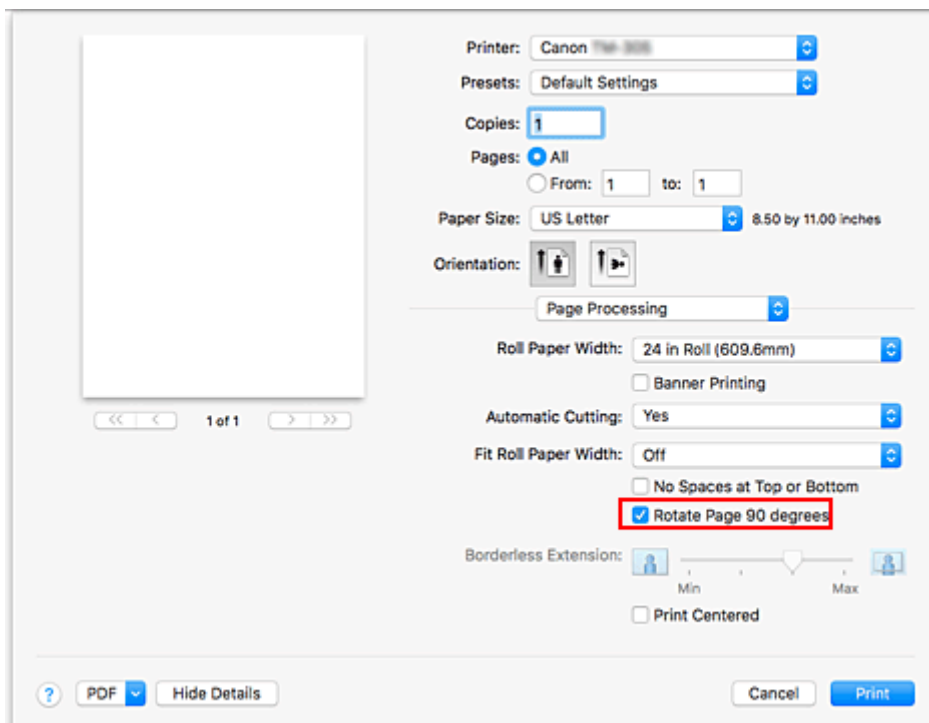 Printer: Canon
Presets: Default Settings
Copies: 1
Pages: All
From: 1 to: 1
Paper Size: US Letter 8.50 by 11.00 inches
Orientation:
Page Processing
Roll Paper Width: 24 in Roll (609.6mm)
Banner Printing
<< < 1 of 1 > >>
Automatic Cutting: Yes
Fit Roll Paper Width: Off
No Spaces at Top or Bottom
Rotate Page 90 degrees
Borderless Extension:
Min Max
Print Centered
? PDF Hide Details Cancel Print